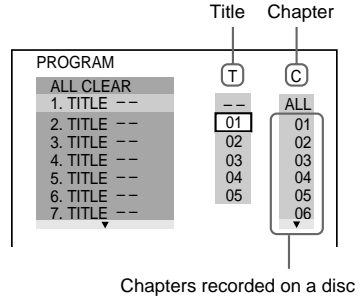 Title Chapter
PROGRAM
T C
ALL CLEAR
1. TITLE – – – – ALL
2. TITLE – – 01 01
3. TITLE – – 02 02
4. TITLE – – 03 03
5. TITLE – – 04 04
6. TITLE – – 05 05
7. TITLE – – 06
Chapters recorded on a disc